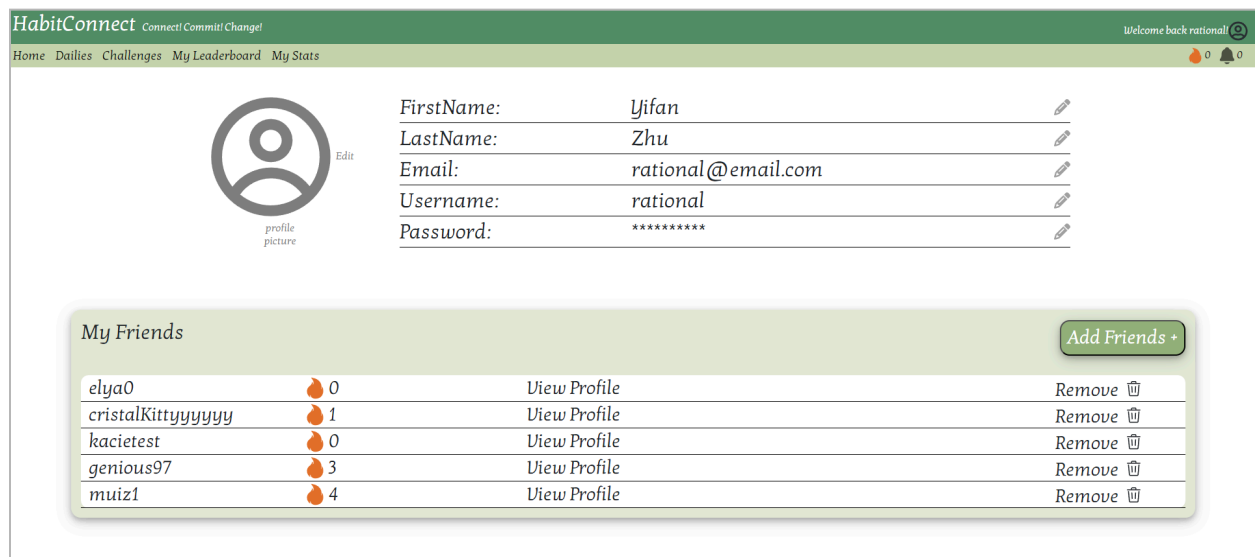 HabitConnect Connect! Commit! Change! Welcome back rational!
Home Dailies Challenges My Leaderboard My Stats 0 0
FirstName: Yifan
LastName: Zhu
Edit
Email: rational@email.com
Username: rational
profile
picture
Password: **********
My Friends Add Friends +
elya0 0 View Profile Remove
cristalKittyyyyyy 1 View Profile Remove
kacietest 0 View Profile Remove
genious97 3 View Profile Remove
muiz1 4 View Profile Remove